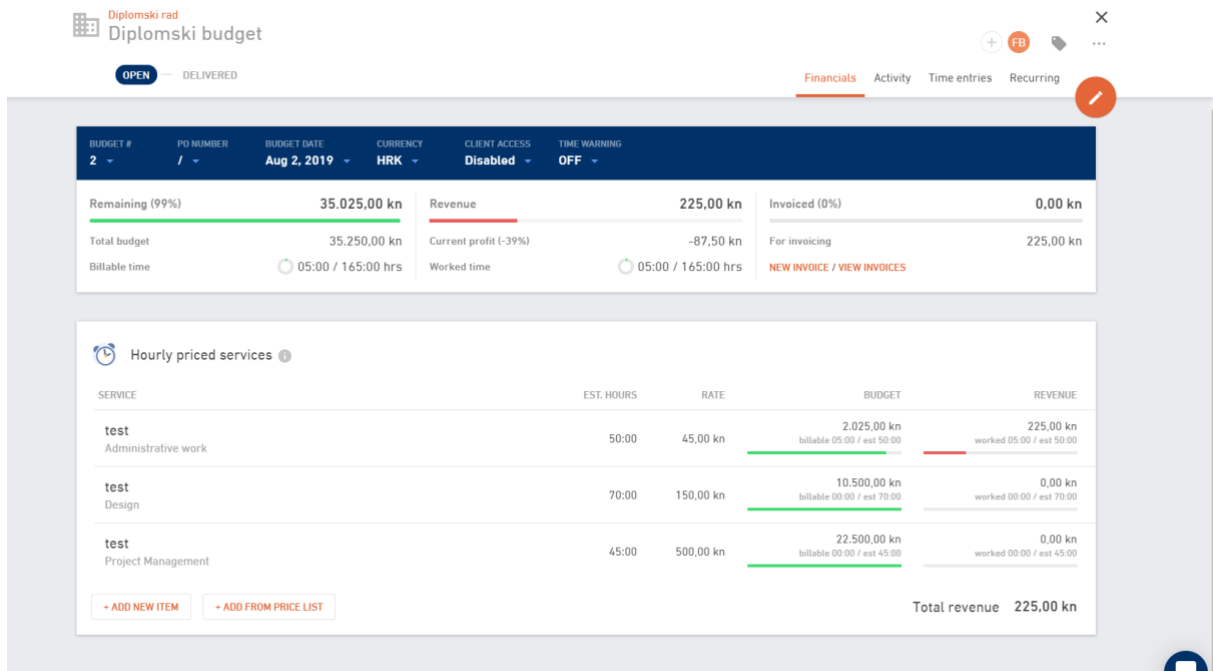 Diplomski rad
Diplomski budget
FB
OPEN — DELIVERED
Financials Activity Time entries Recurring
BUDGET # PO NUMBER BUDGET DATE CURRENCY CLIENT ACCESS TIME WARNING
2 / Aug 2, 2019 HRK Disabled OFF
Remaining (99%) 35.025,00 kn Revenue 225,00 kn Invoiced (0%) 0,00 kn
Total budget 35.250,00 kn Current profit (-39%) -87,50 kn For invoicing 225,00 kn
Billable time 05:00 / 165:00 hrs Worked time 05:00 / 165:00 hrs NEW INVOICE / VIEW INVOICES
Hourly priced services
SERVICE EST. HOURS RATE BUDGET REVENUE
test 50:00 45,00 kn 2.025,00 kn 225,00 kn
Administrative work billable 05:00 / est 50:00 worked 05:00 / est 50:00
test 70:00 150,00 kn 10.500,00 kn 0,00 kn
Design billable 00:00 / est 70:00 worked 00:00 / est 70:00
test 45:00 500,00 kn 22.500,00 kn 0,00 kn
Project Management billable 00:00 / est 45:00 worked 00:00 / est 45:00
+ ADD NEW ITEM + ADD FROM PRICE LIST Total revenue 225,00 kn